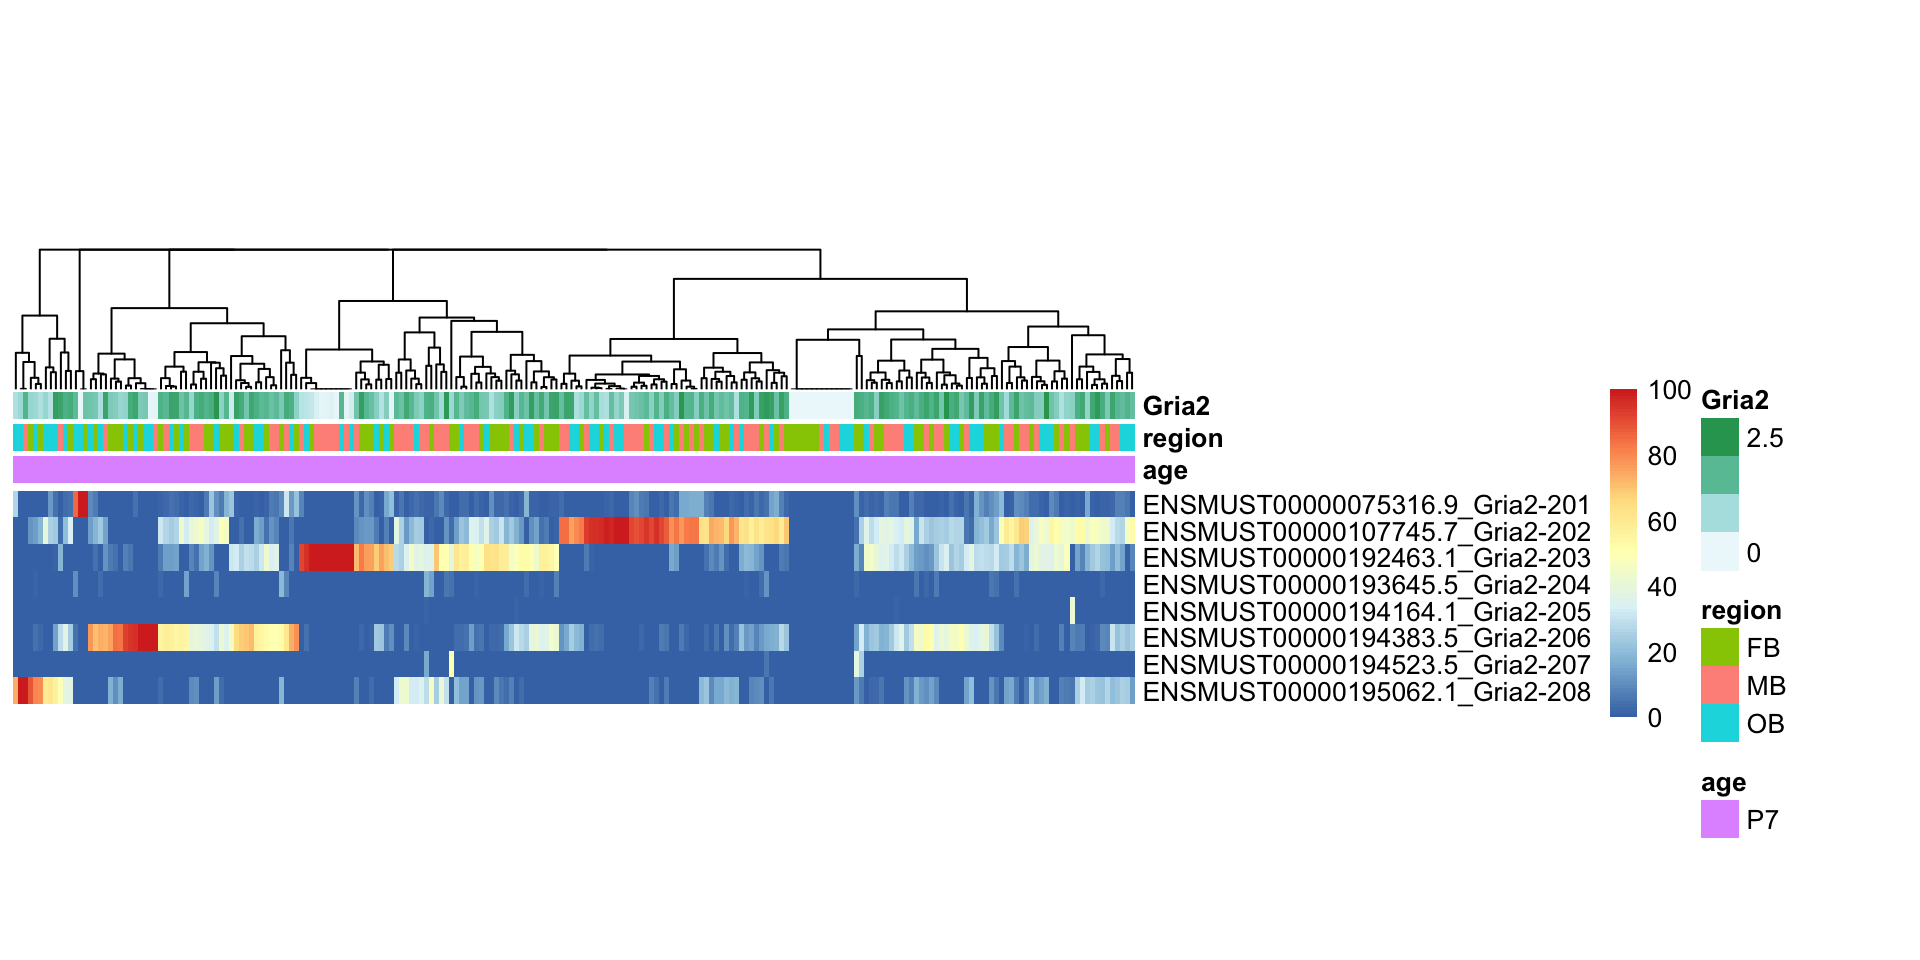 Gria2
region
age
ENSMUST00000075316.9_Gria2-201
ENSMUST00000107745.7_Gria2-202
ENSMUST00000192463.1_Gria2-203
ENSMUST00000193645.5_Gria2-204
ENSMUST00000194164.1_Gria2-205
ENSMUST00000194383.5_Gria2-206
ENSMUST00000194523.5_Gria2-207
ENSMUST00000195062.1_Gria2-208
100
80
60
40
20
0
Gria2
2.5
0
region
FB
MB
OB
age
P7